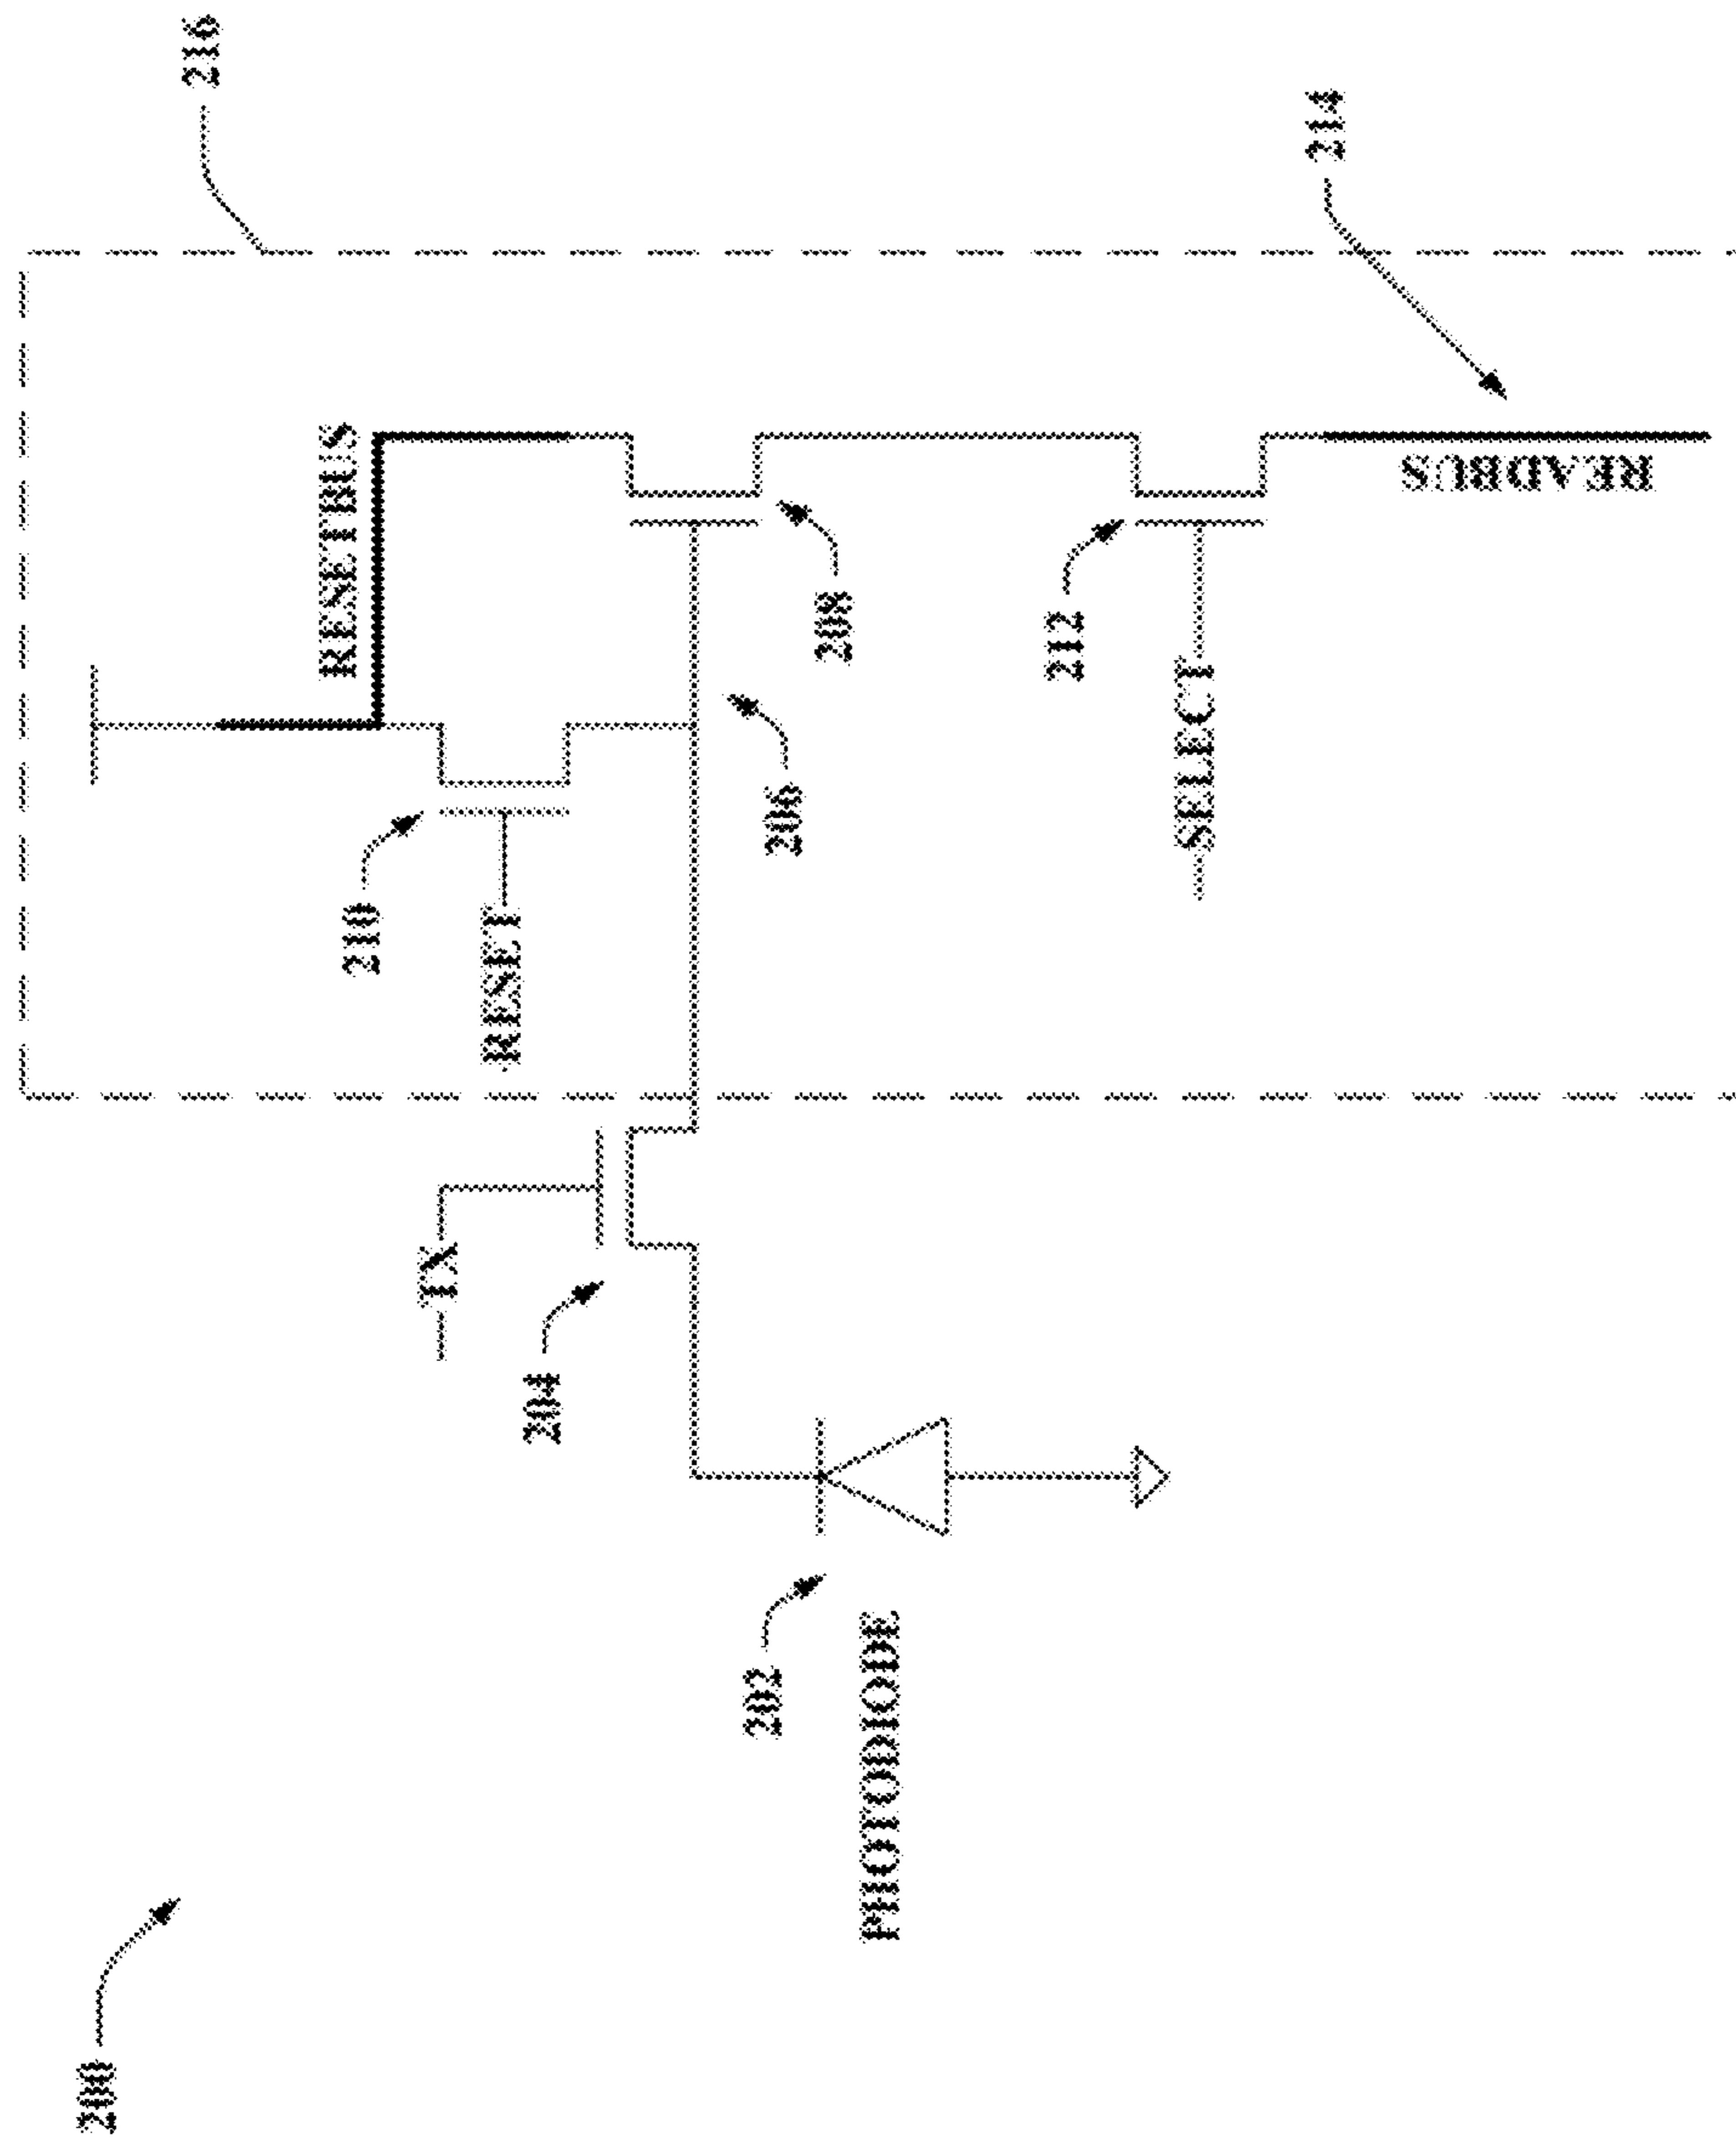 200
202
PHOTODIODE
204
TX
210
RESET
206
RESETBUS
208
212
SELECT
READBUS
214
216